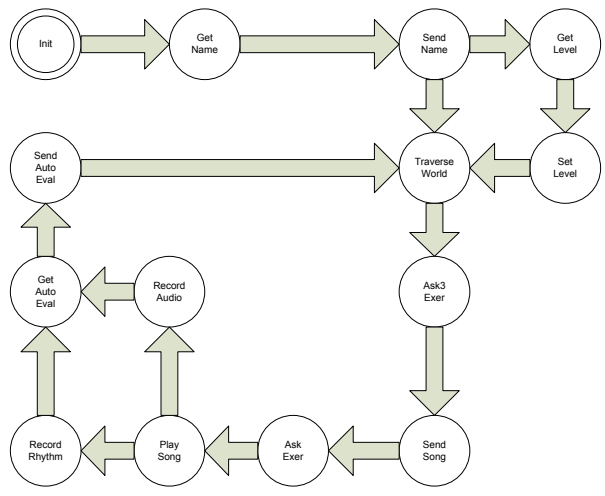 Init
Get
Name
Send
Name
Get
Level
Send
Auto
Eval
Traverse
World
Set
Level
Get
Auto
Eval
Record
Audio
Ask3
Exer
Record
Rhythm
Play
Song
Ask
Exer
Send
Song